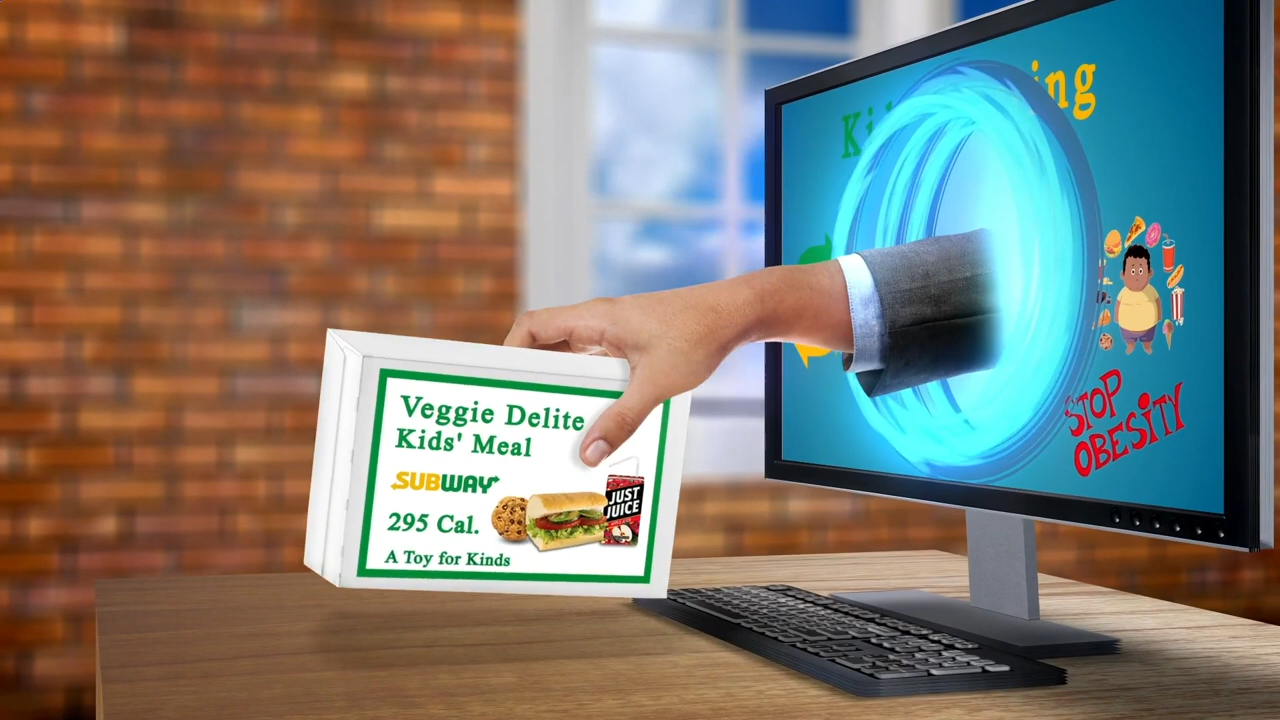 Veggie Delite
Kids' Meal
SUBWAY
295 Cal.
A Toy for Kinds
JUST
JUICE
STOP
OBESITY